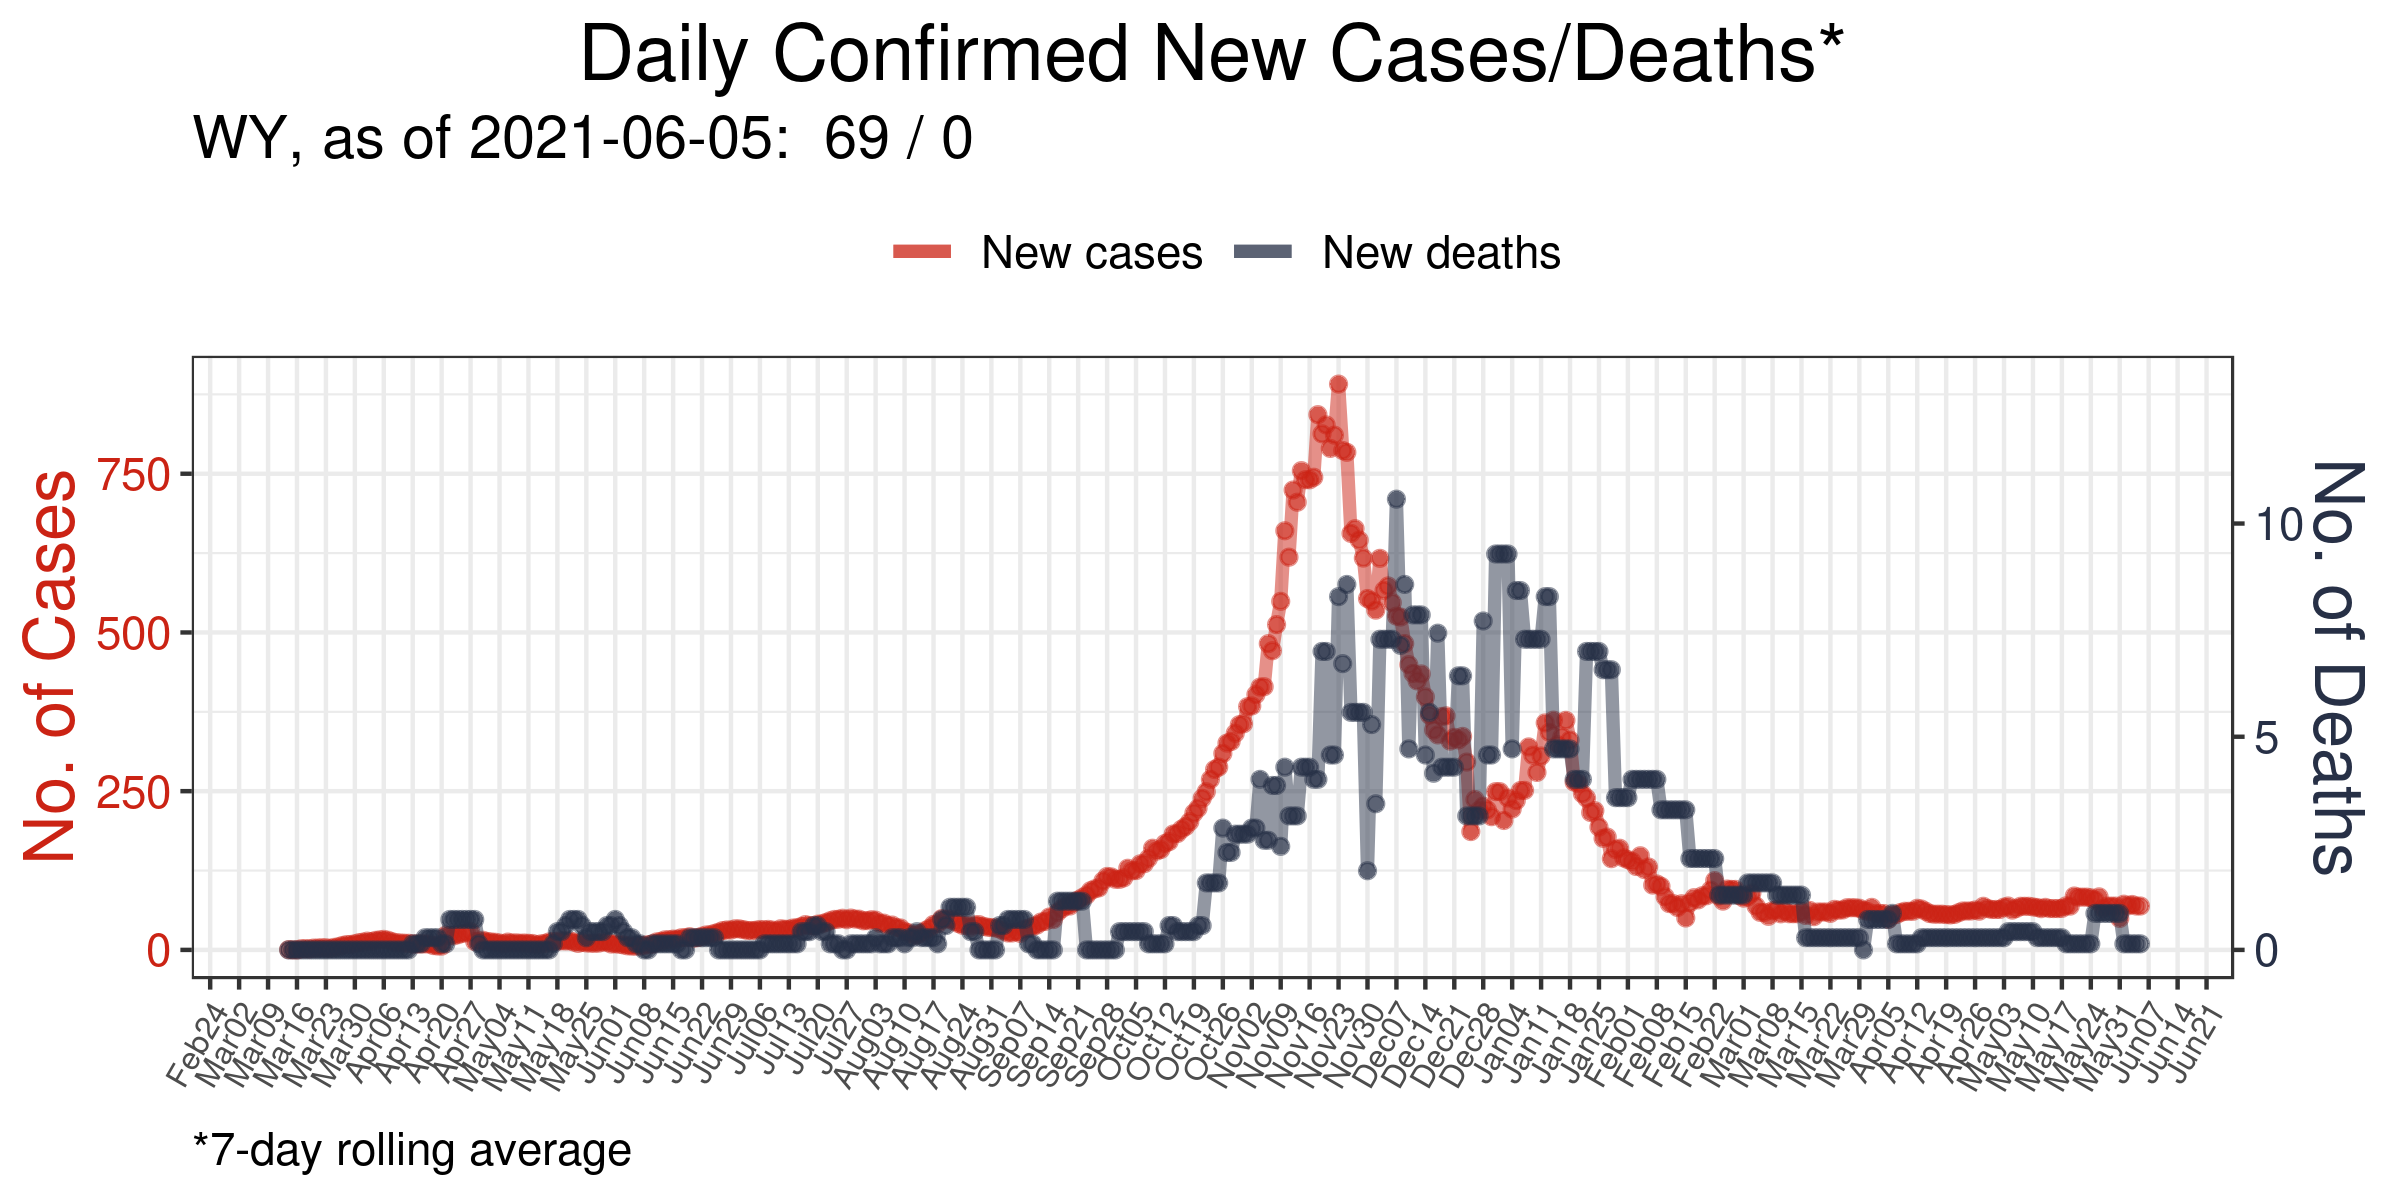 Daily Confirmed New Cases/Deaths*
WY, as of 2021-06-05:  69 / 0
New cases
New deaths
No. of Cases
750
500
250
0
10
5
0
No. of Deaths
Feb24
Mar02
Mar09
Mar16
Mar23
Mar30
Apr06
Apr13
Apr20
Apr27
May04
May11
May18
May25
Jun01
Jun08
Jun15
Jun22
Jun29
Jul06
Jul13
Jul20
Jul27
Aug03
Aug10
Aug17
Aug24
Aug31
Sep07
Sep14
Sep21
Sep28
Oct05
Oct12
Oct19
Oct26
Nov02
Nov09
Nov16
Nov23
Nov30
Dec07
Dec14
Dec21
Dec28
Jan04
Jan11
Jan18
Jan25
Feb01
Feb08
Feb15
Feb22
Mar01
Mar08
Mar15
Mar22
Mar29
Apr05
Apr12
Apr19
Apr26
May03
May10
May17
May24
May31
Jun07
Jun14
Jun21
*7-day rolling average